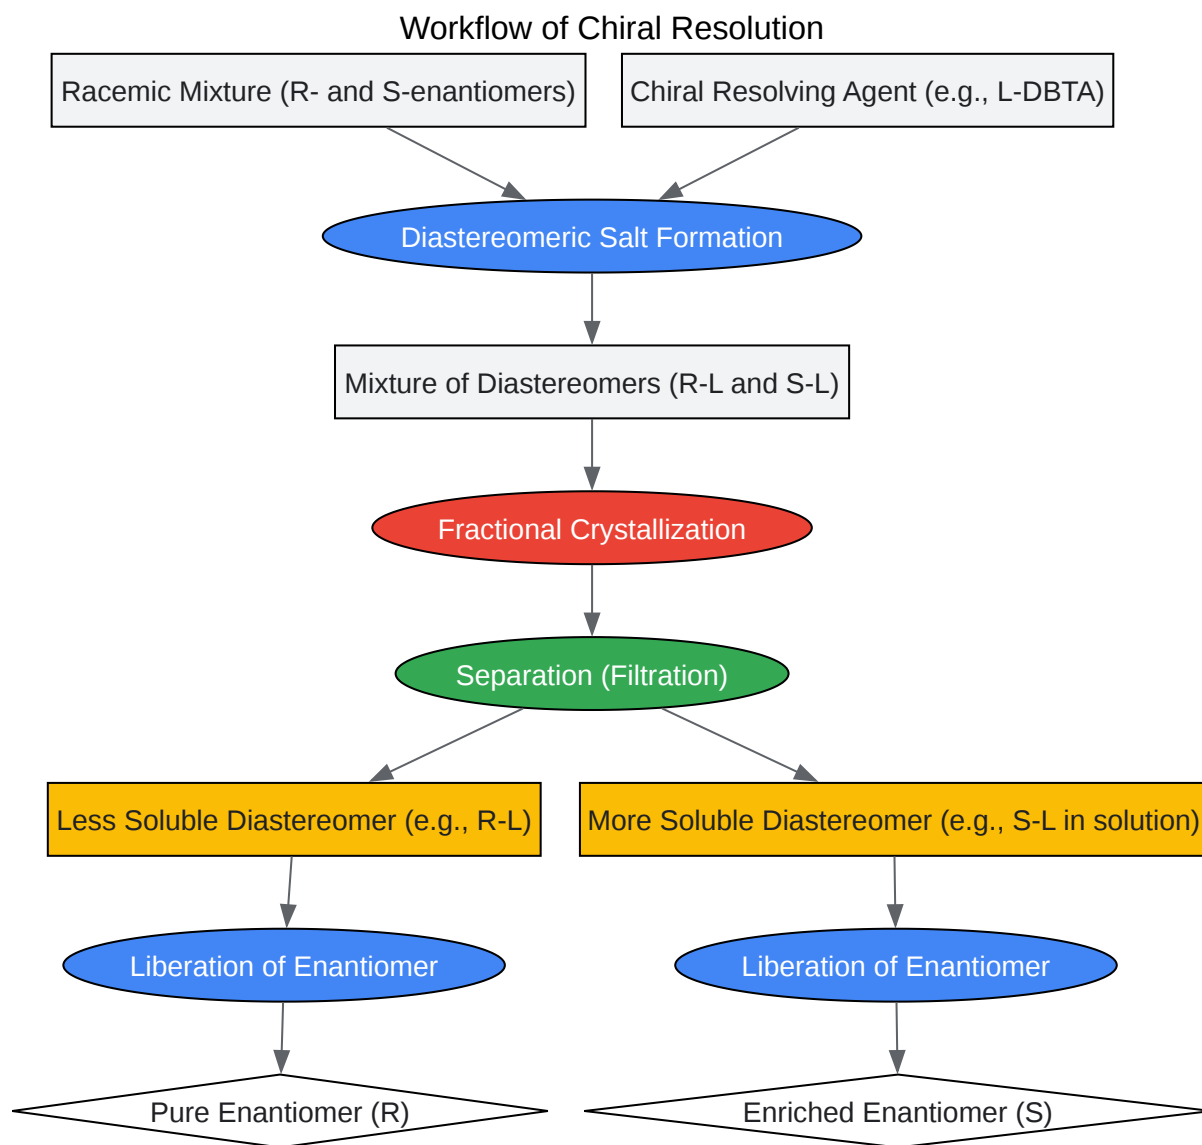 Workflow of Chiral Resolution
Racemic Mixture (R- and S-enantiomers)
Chiral Resolving Agent (e.g., L-DBTA)
Diastereomeric Salt Formation
Mixture of Diastereomers (R-L and S-L)
Fractional Crystallization
Separation (Filtration)
Less Soluble Diastereomer (e.g., R-L)
More Soluble Diastereomer (e.g., S-L in solution)
Liberation of Enantiomer
Liberation of Enantiomer
Pure Enantiomer (R)
Enriched Enantiomer (S)